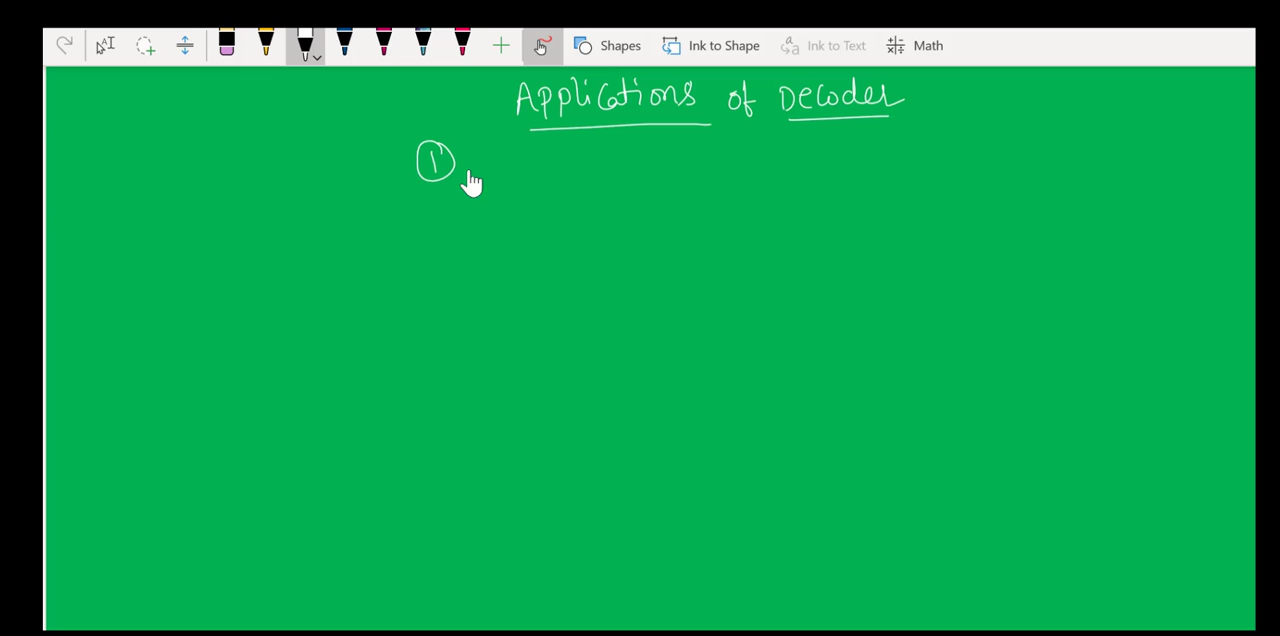 Shapes Ink to Shape Ink to Text Math
Applications of Decoder
1